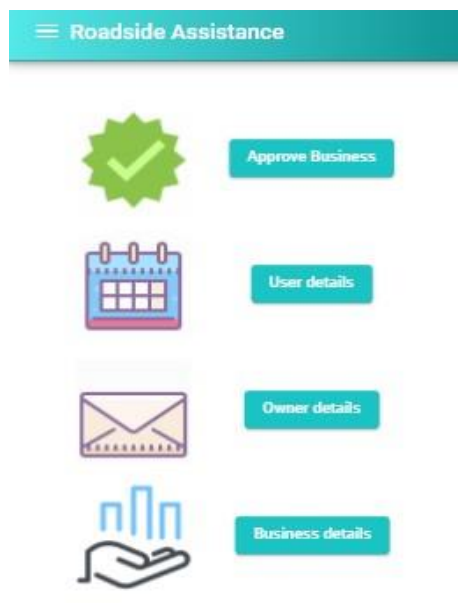 Roadside Assistance
Approve Business
User details
Owner details
Business details